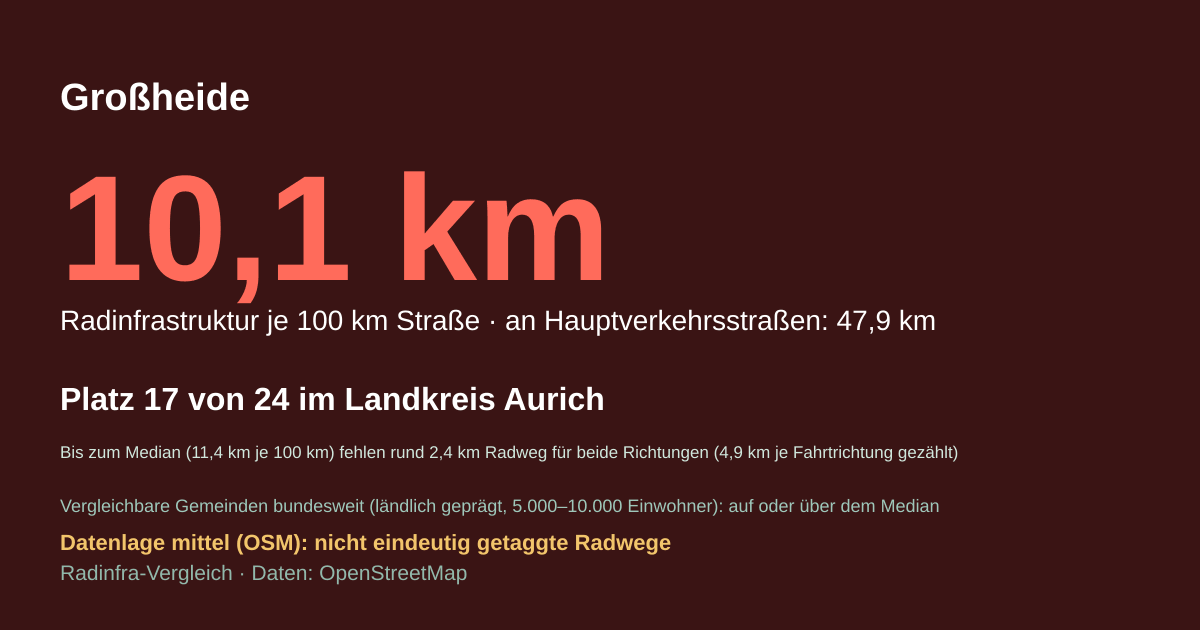 Großheide
10,1 km
Radinfrastruktur je 100 km Straße · an Hauptverkehrsstraßen: 47,9 km
Platz 17 von 24 im Landkreis Aurich
Bis zum Median (11,4 km je 100 km) fehlen rund 2,4 km Radweg für beide Richtungen (4,9 km je Fahrtrichtung gezählt)
Vergleichbare Gemeinden bundesweit (ländlich geprägt, 5.000–10.000 Einwohner): auf oder über dem Median
Datenlage mittel (OSM): nicht eindeutig getaggte Radwege
Radinfra-Vergleich · Daten: OpenStreetMap